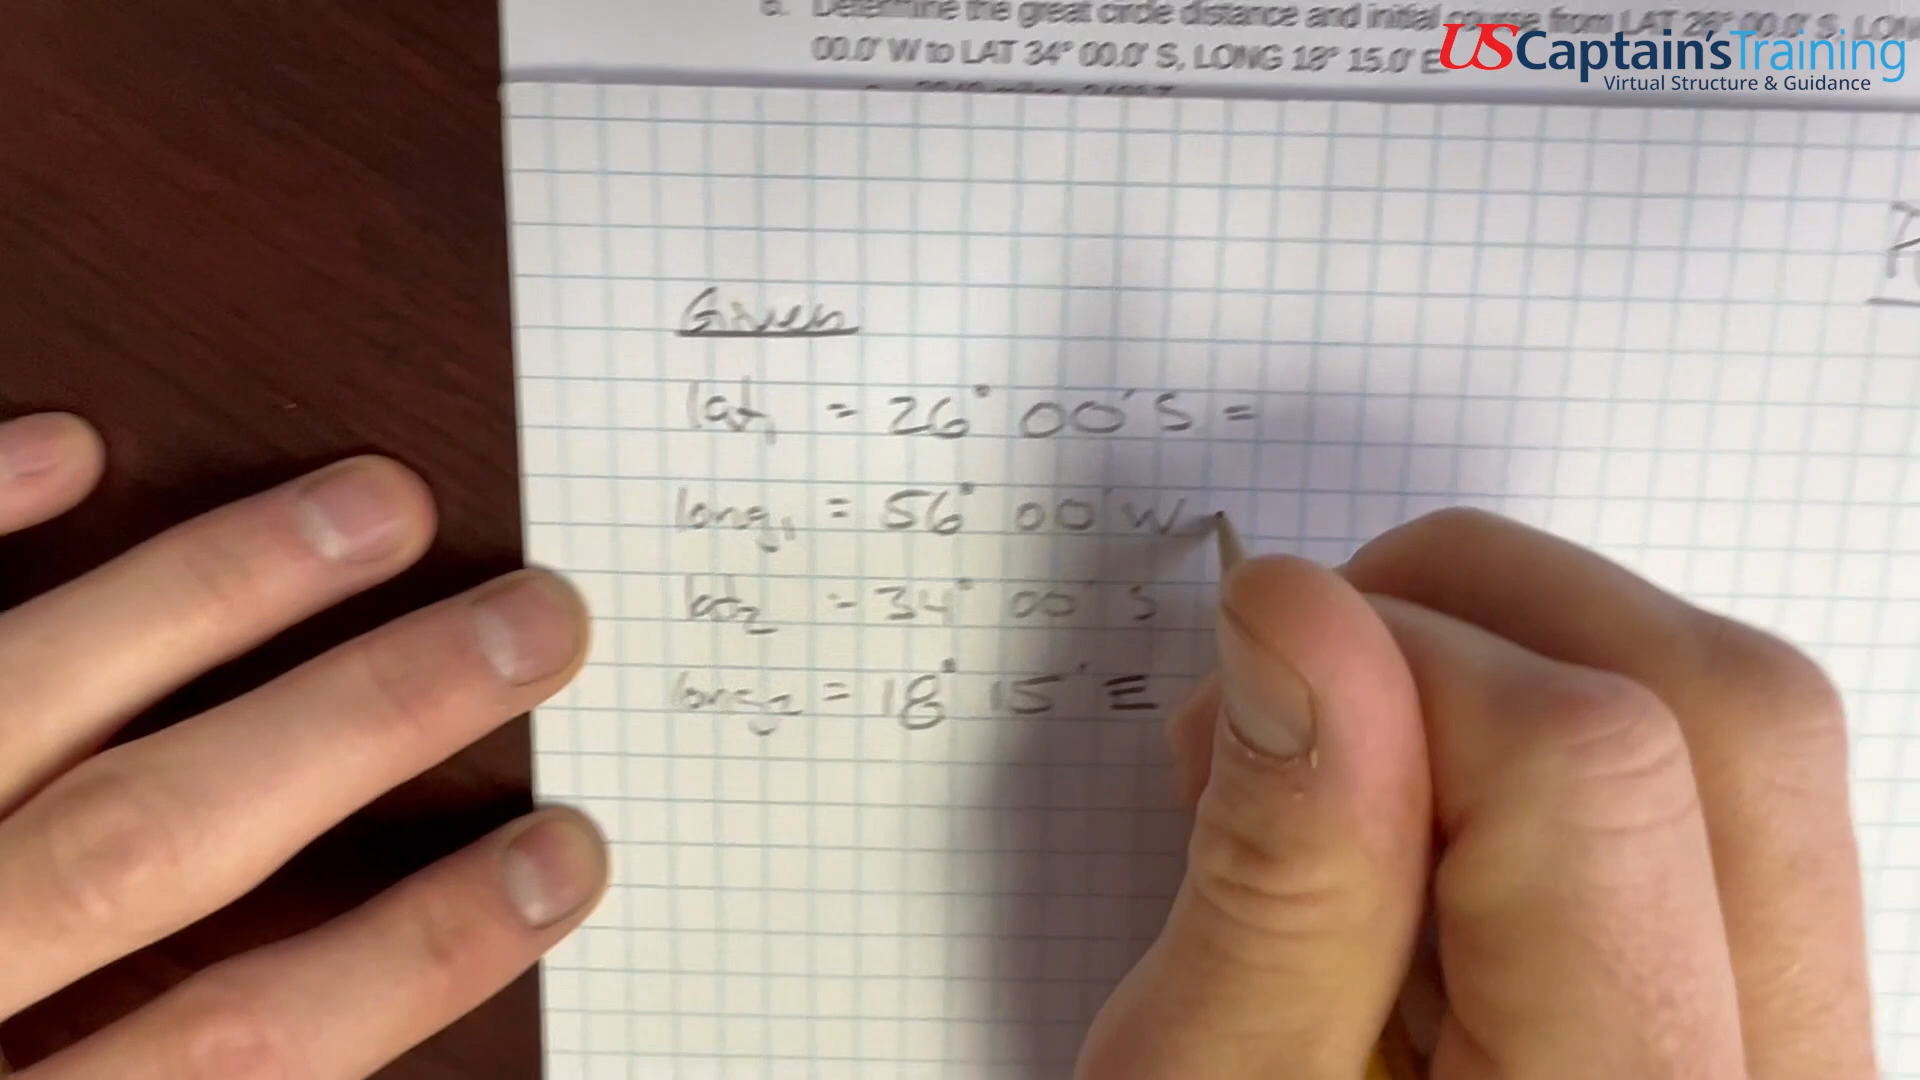 6. Determine the great circle distance and initial course from LAT 26° 00.0' S, LON
00.0' W to LAT 34° 00.0' S, LONG 18° 15.0' E
USCaptain'sTraining
Virtual Structure & Guidance
Given
lat₁ = 26° 00' S =
long₁ = 56° 00' W
lat₂ = 34° 00' S
long₂ = 18° 15' E